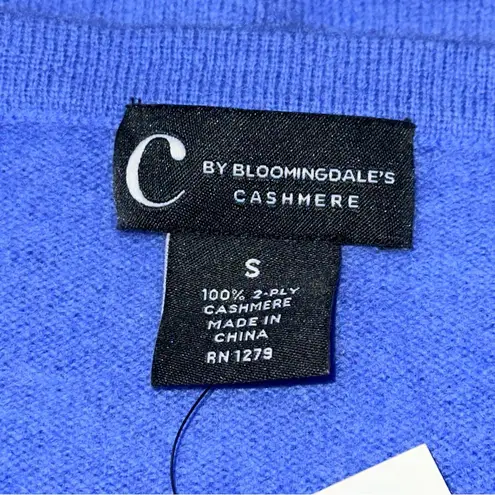 C
BY BLOOMINGDALE'S
CASHMERE
S
100% 2-PLY
CASHMERE
MADE IN
CHINA
RN 1279